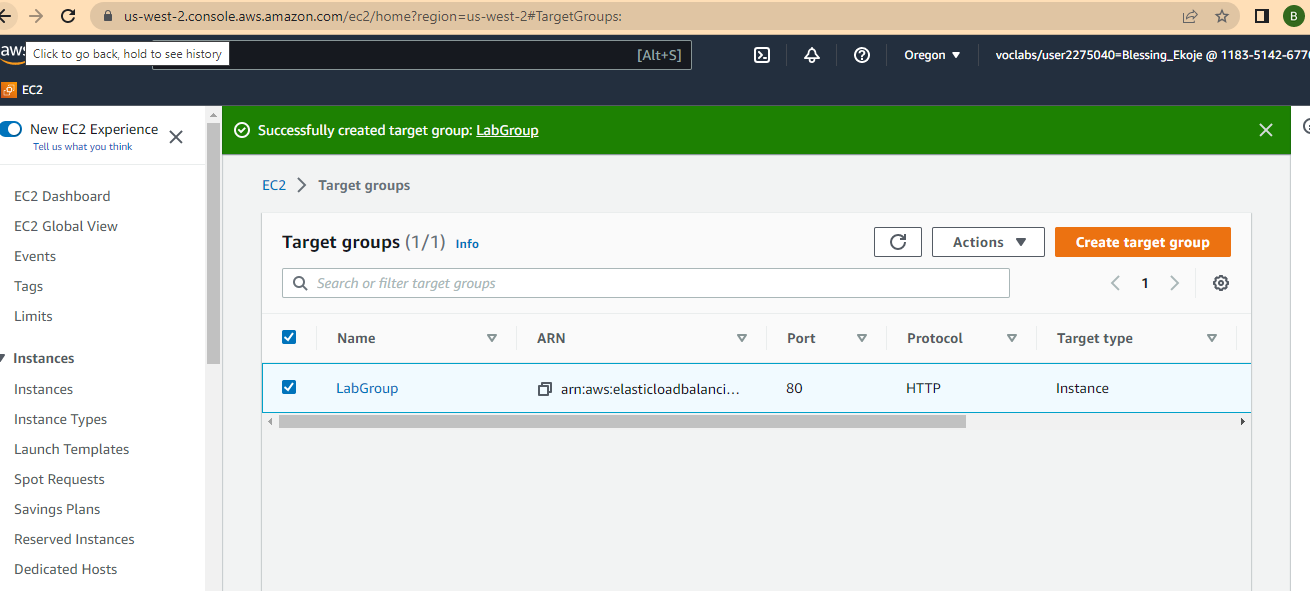 us-west-2.console.aws.amazon.com/ec2/home?region=us-west-2#TargetGroups:
B
aws
Click to go back, hold to see history
[Alt+S]
Oregon
voclabs/user2275040=Blessing_Ekoje @ 1183-5142-677
EC2
New EC2 Experience
Tell us what you think
Successfully created target group: LabGroup
EC2 Dashboard
EC2 Global View
Events
Tags
Limits
Instances
Instances
Instance Types
Launch Templates
Spot Requests
Savings Plans
Reserved Instances
Dedicated Hosts
EC2 > Target groups
Target groups (1/1) Info
Actions
Create target group
Search or filter target groups
1
Name ARN Port Protocol Target type
LabGroup arn:aws:elasticloadbalanci... 80 HTTP Instance